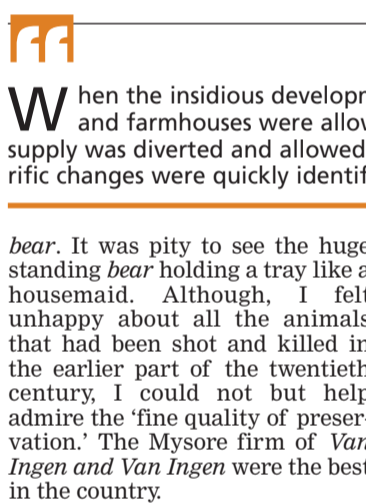 When the insidious developm
and farmhouses were allow
supply was diverted and allowed
rific changes were quickly identif
bear. It was pity to see the huge
standing bear holding a tray like a
housemaid. Although, I felt
unhappy about all the animals
that had been shot and killed in
the earlier part of the twentieth
century, I could not but help
admire the ‘fine quality of preser-
vation.’ The Mysore firm of Van
Ingen and Van Ingen were the best
in the country.